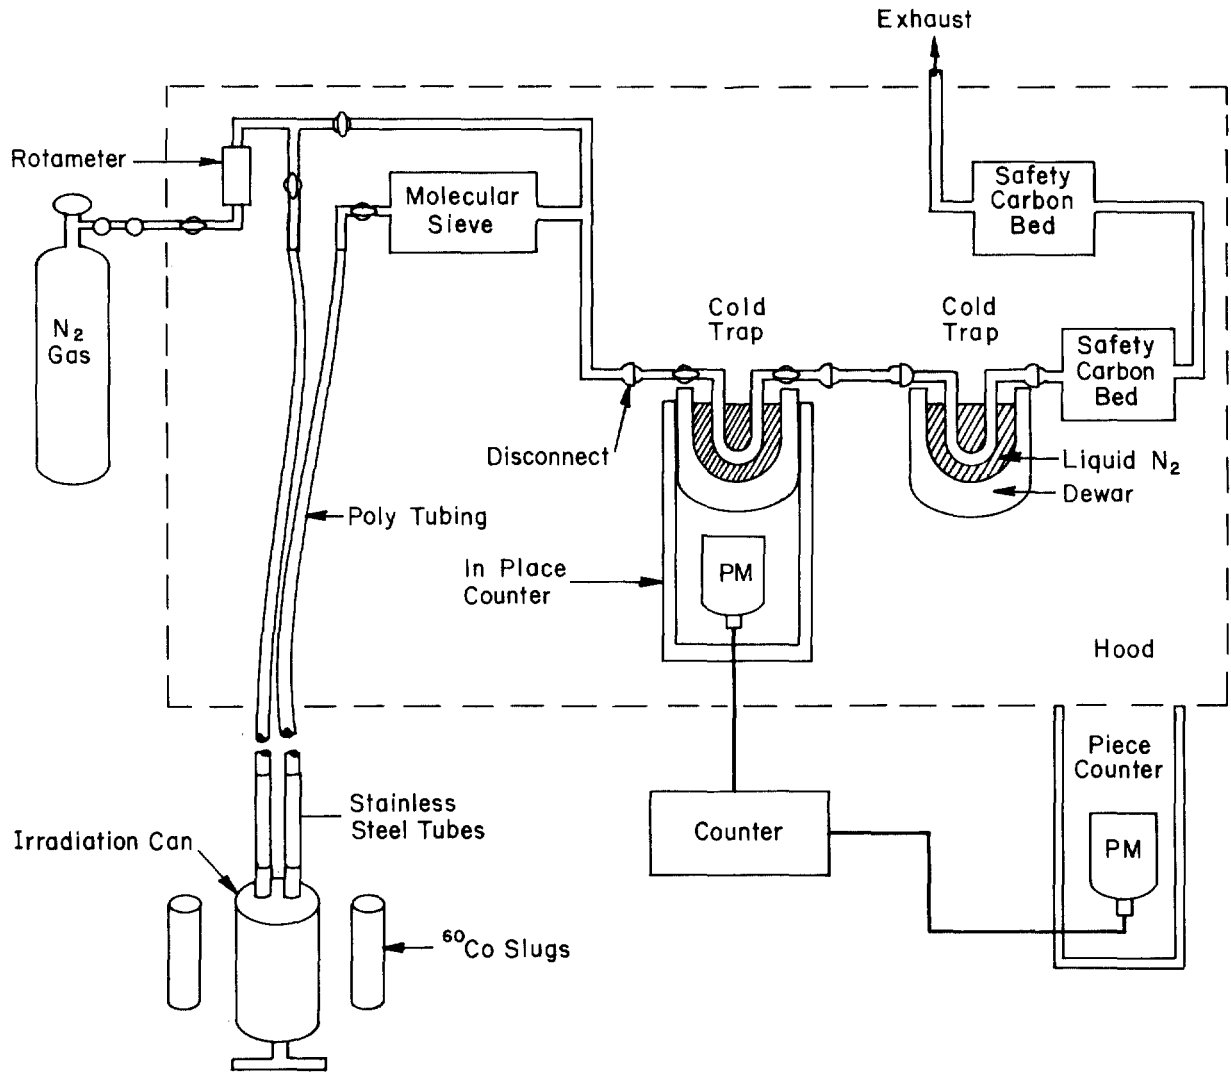 Exhaust
Rotameter
Molecular
Sieve
Safety
Carbon
Bed
N2
Gas
Cold
Trap
Cold
Trap
Safety
Carbon
Bed
Disconnect
Liquid N2
Dewar
Poly Tubing
In Place
Counter
PM
Hood
Piece
Counter
Stainless
Steel Tubes
Counter
Irradiation Can
PM
60Co Slugs